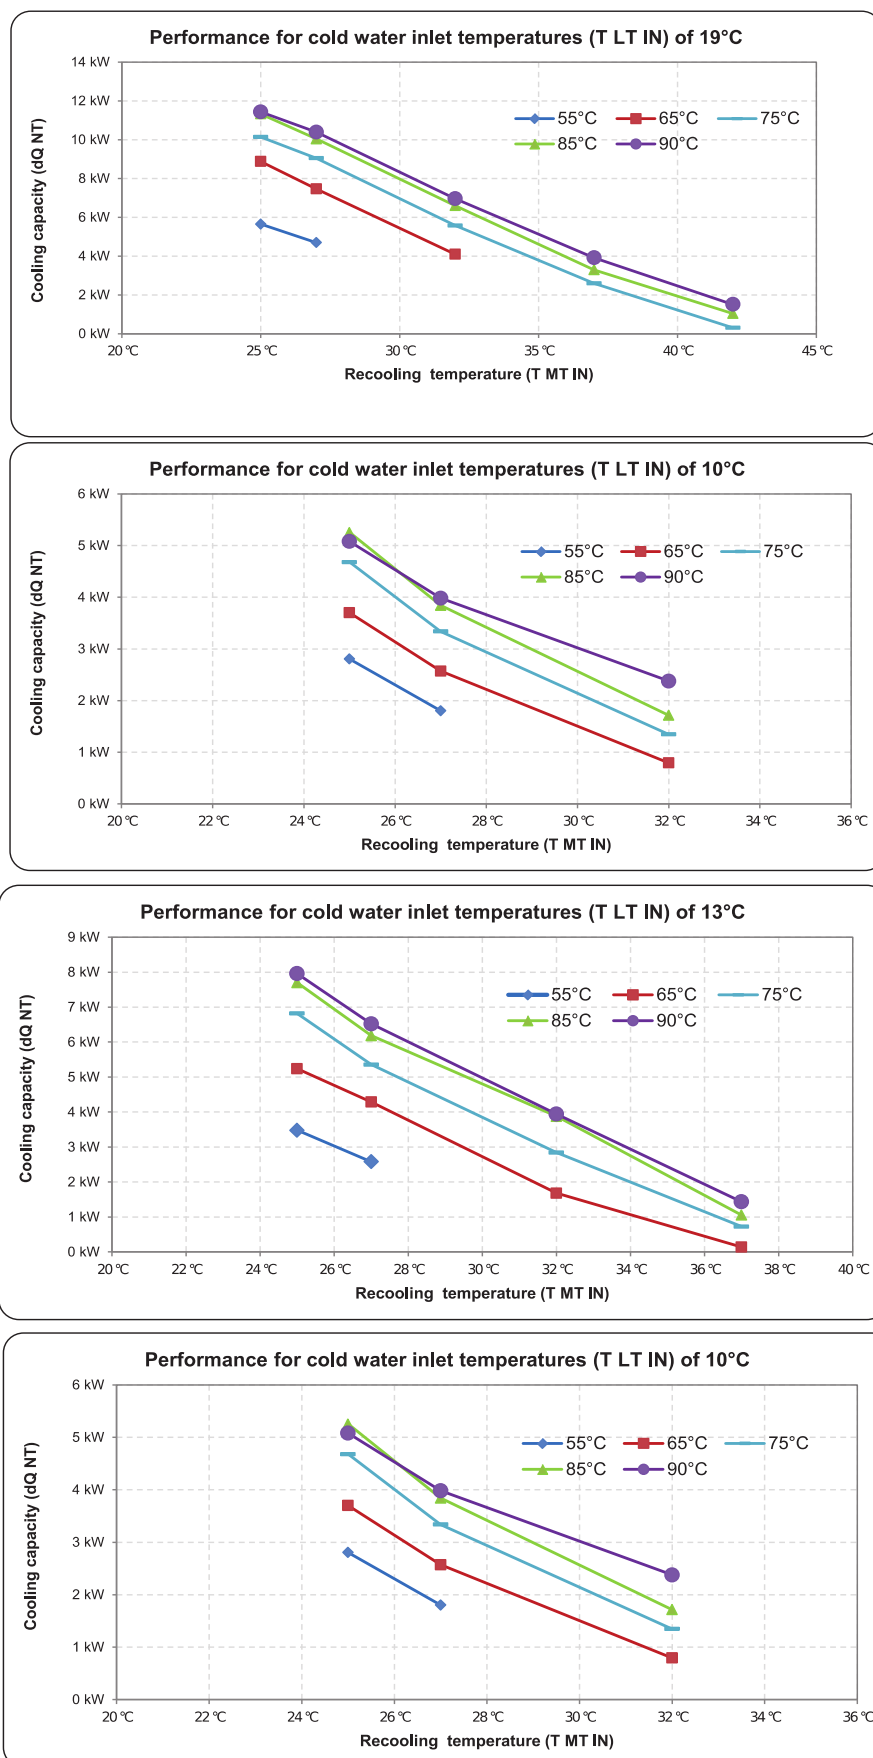 Performance for cold water inlet temperatures (T LT IN) of 19°C
14 kW
12 kW
10 kW
8 kW
6 kW
4 kW
2 kW
0 kW
Cooling capacity (dQ NT)
55°C 65°C 75°C
85°C 90°C
20 °C 25 °C 30 °C 35 °C 40 °C 45 °C
Recooling temperature (T MT IN)
Performance for cold water inlet temperatures (T LT IN) of 10°C
6 kW
5 kW
4 kW
3 kW
2 kW
1 kW
0 kW
Cooling capacity (dQ NT)
55°C 65°C 75°C
85°C 90°C
20 °C 22 °C 24 °C 26 °C 28 °C 30 °C 32 °C 34 °C 36 °C
Recooling temperature (T MT IN)
Performance for cold water inlet temperatures (T LT IN) of 13°C
9 kW
8 kW
7 kW
6 kW
5 kW
4 kW
3 kW
2 kW
1 kW
0 kW
Cooling capacity (dQ NT)
55°C 65°C 75°C
85°C 90°C
20 °C 22 °C 24 °C 26 °C 28 °C 30 °C 32 °C 34 °C 36 °C 38 °C 40 °C
Recooling temperature (T MT IN)
Performance for cold water inlet temperatures (T LT IN) of 10°C
6 kW
5 kW
4 kW
3 kW
2 kW
1 kW
0 kW
Cooling capacity (dQ NT)
55°C 65°C 75°C
85°C 90°C
20 °C 22 °C 24 °C 26 °C 28 °C 30 °C 32 °C 34 °C 36 °C
Recooling temperature (T MT IN)